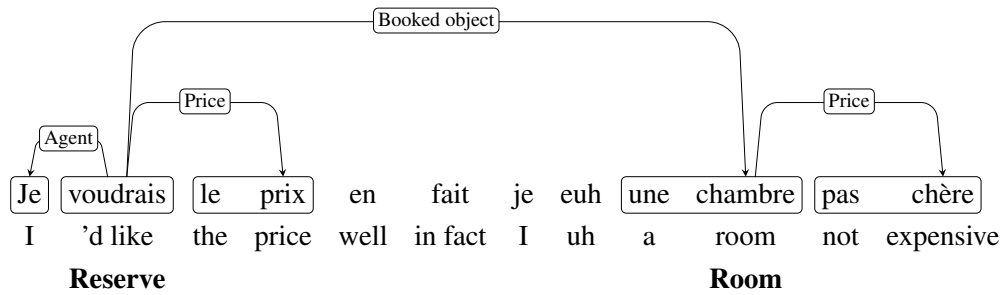 Booked object
Price Price
Agent
Je voudrais le prix en fait je euh une chambre pas chère
I 'd like the price well in fact I uh a room not expensive
Reserve Room